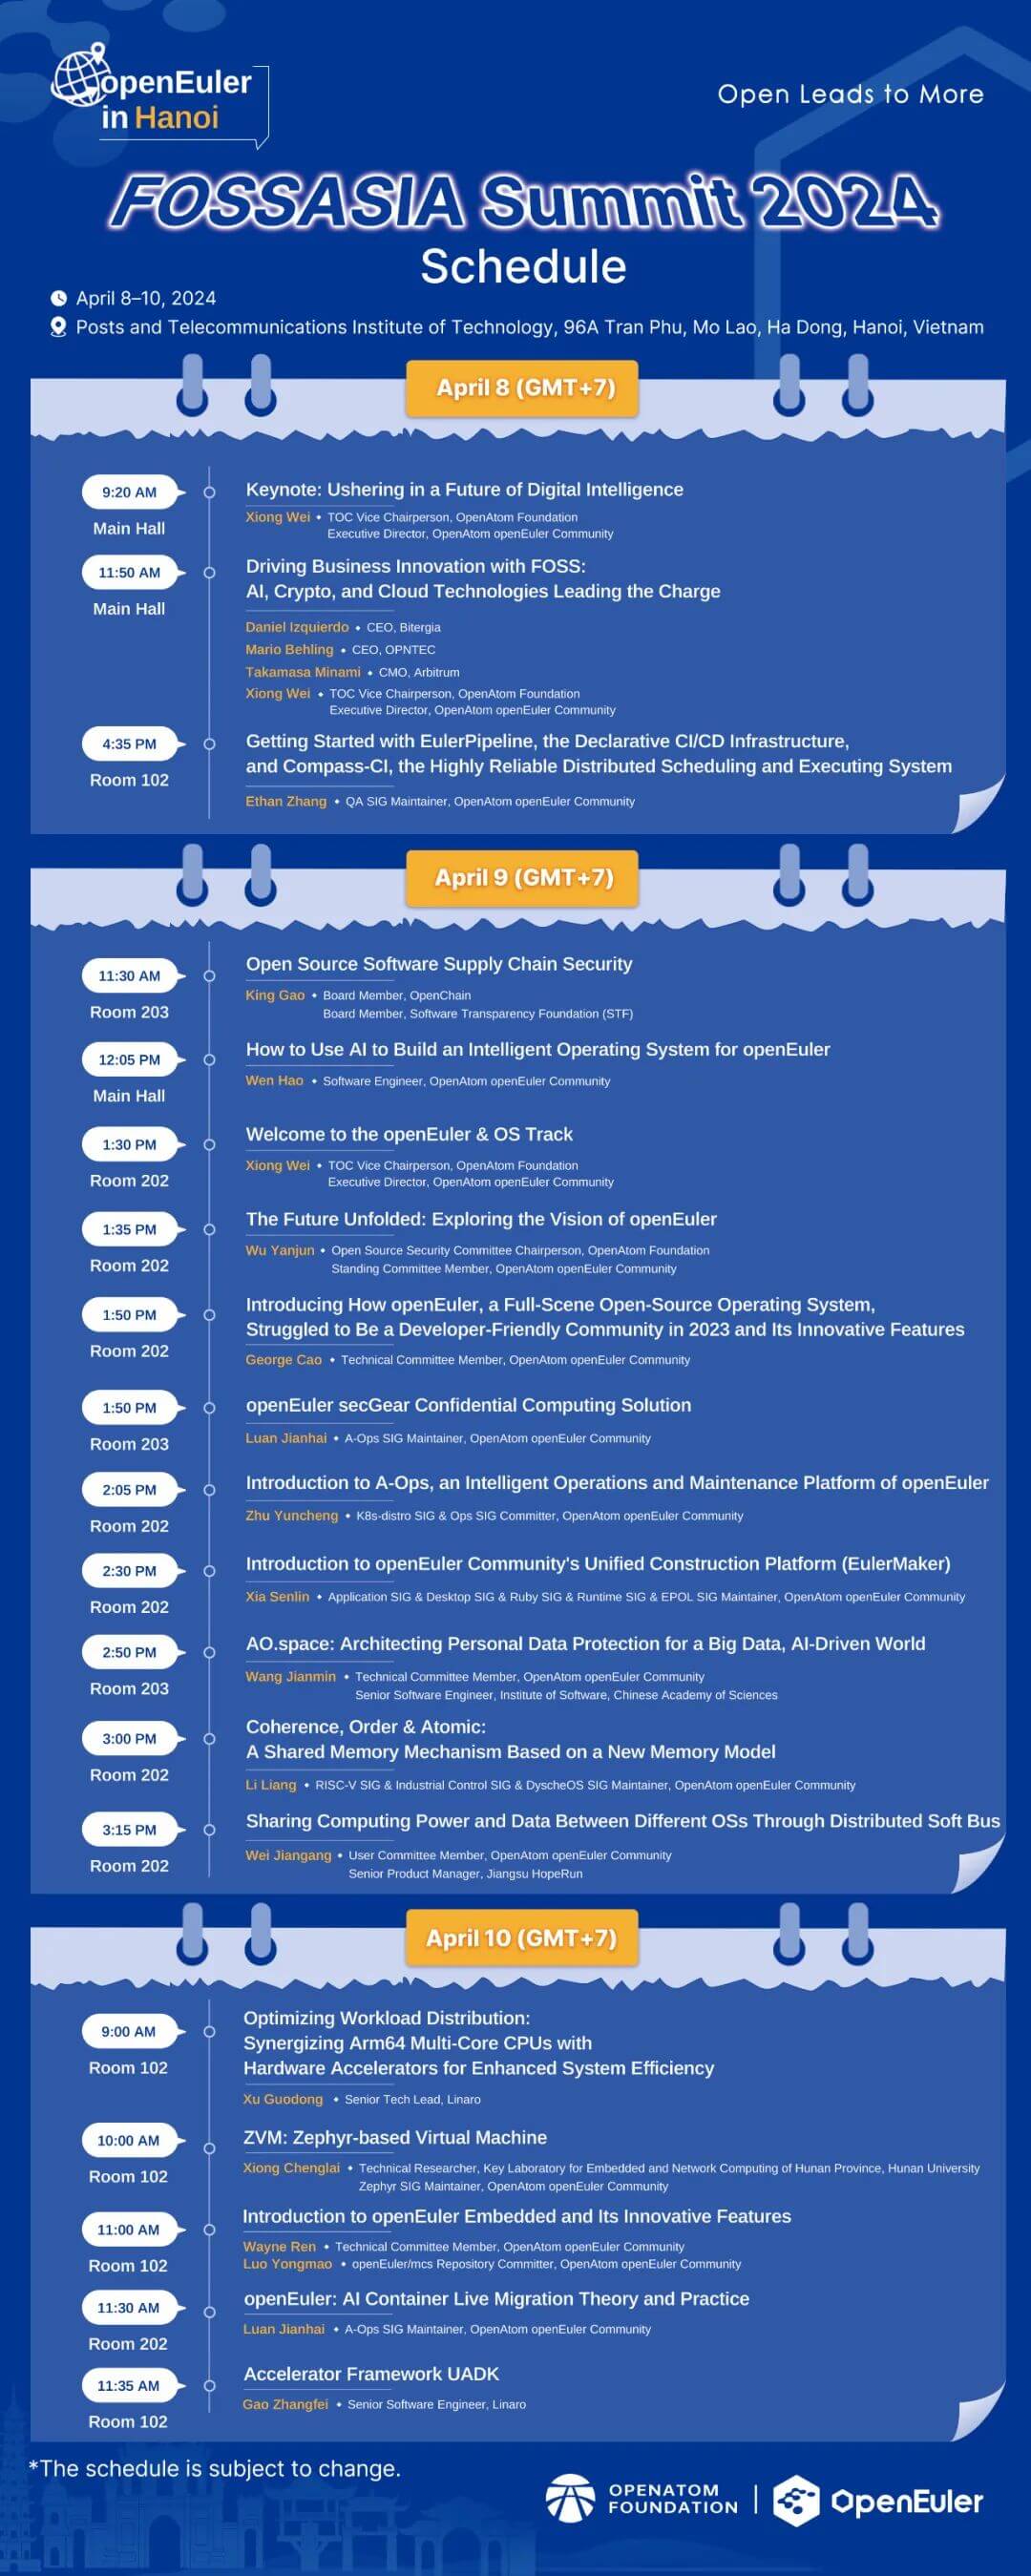 openEuler
in Hanoi
Open Leads to More
FOSSASIA Summit 2024
Schedule
April 8–10, 2024
Posts and Telecommunications Institute of Technology, 96A Tran Phu, Mo Lao, Ha Dong, Hanoi, Vietnam
April 8 (GMT+7)
9:20 AM
Main Hall
Keynote: Ushering in a Future of Digital Intelligence
Xiong Wei • TOC Vice Chairperson, OpenAtom Foundation
Executive Director, OpenAtom openEuler Community
11:50 AM
Main Hall
Driving Business Innovation with FOSS:
AI, Crypto, and Cloud Technologies Leading the Charge
Daniel Izquierdo • CEO, Bitergia
Mario Behling • CEO, OPNTEC
Takamasa Minami • CMO, Arbitrum
Xiong Wei • TOC Vice Chairperson, OpenAtom Foundation
Executive Director, OpenAtom openEuler Community
4:35 PM
Room 102
Getting Started with EulerPipeline, the Declarative CI/CD Infrastructure,
and Compass-CI, the Highly Reliable Distributed Scheduling and Executing System
Ethan Zhang • QA SIG Maintainer, OpenAtom openEuler Community
April 9 (GMT+7)
11:30 AM
Room 203
Open Source Software Supply Chain Security
King Gao • Board Member, OpenChain
Board Member, Software Transparency Foundation (STF)
12:05 PM
Main Hall
How to Use AI to Build an Intelligent Operating System for openEuler
Wen Hao • Software Engineer, OpenAtom openEuler Community
1:30 PM
Room 202
Welcome to the openEuler & OS Track
Xiong Wei • TOC Vice Chairperson, OpenAtom Foundation
Executive Director, OpenAtom openEuler Community
1:35 PM
Room 202
The Future Unfolded: Exploring the Vision of openEuler
Wu Yanjun • Open Source Security Committee Chairperson, OpenAtom Foundation
Standing Committee Member, OpenAtom openEuler Community
1:50 PM
Room 202
Introducing How openEuler, a Full-Scene Open-Source Operating System,
Struggled to Be a Developer-Friendly Community in 2023 and Its Innovative Features
George Cao • Technical Committee Member, OpenAtom openEuler Community
1:50 PM
Room 203
openEuler secGear Confidential Computing Solution
Luan Jianhai • A-Ops SIG Maintainer, OpenAtom openEuler Community
2:05 PM
Room 202
Introduction to A-Ops, an Intelligent Operations and Maintenance Platform of openEuler
Zhu Yuncheng • K8s-distro SIG & Ops SIG Committer, OpenAtom openEuler Community
2:30 PM
Room 202
Introduction to openEuler Community's Unified Construction Platform (EulerMaker)
Xia Senlin • Application SIG & Desktop SIG & Ruby SIG & Runtime SIG & EPOL SIG Maintainer, OpenAtom openEuler Community
2:50 PM
Room 203
AO.space: Architecting Personal Data Protection for a Big Data, AI-Driven World
Wang Jianmin • Technical Committee Member, OpenAtom openEuler Community
Senior Software Engineer, Institute of Software, Chinese Academy of Sciences
3:00 PM
Room 202
Coherence, Order & Atomic:
A Shared Memory Mechanism Based on a New Memory Model
Li Liang • RISC-V SIG & Industrial Control SIG & DyscheOS SIG Maintainer, OpenAtom openEuler Community
3:15 PM
Room 202
Sharing Computing Power and Data Between Different OSs Through Distributed Soft Bus
Wei Jiangang • User Committee Member, OpenAtom openEuler Community
Senior Product Manager, Jiangsu HopeRun
April 10 (GMT+7)
9:00 AM
Room 102
Optimizing Workload Distribution:
Synergizing Arm64 Multi-Core CPUs with
Hardware Accelerators for Enhanced System Efficiency
Xu Guodong • Senior Tech Lead, Linaro
10:00 AM
Room 102
ZVM: Zephyr-based Virtual Machine
Xiong Chenglai • Technical Researcher, Key Laboratory for Embedded and Network Computing of Hunan Province, Hunan University
Zephyr SIG Maintainer, OpenAtom openEuler Community
11:00 AM
Room 102
Introduction to openEuler Embedded and Its Innovative Features
Wayne Ren • Technical Committee Member, OpenAtom openEuler Community
Luo Yongmao • openEuler/mcs Repository Committer, OpenAtom openEuler Community
11:30 AM
Room 202
openEuler: AI Container Live Migration Theory and Practice
Luan Jianhai • A-Ops SIG Maintainer, OpenAtom openEuler Community
11:35 AM
Room 102
Accelerator Framework UADK
Gao Zhangfei • Senior Software Engineer, Linaro
*The schedule is subject to change.
OPENATOM
FOUNDATION
OpenEuler